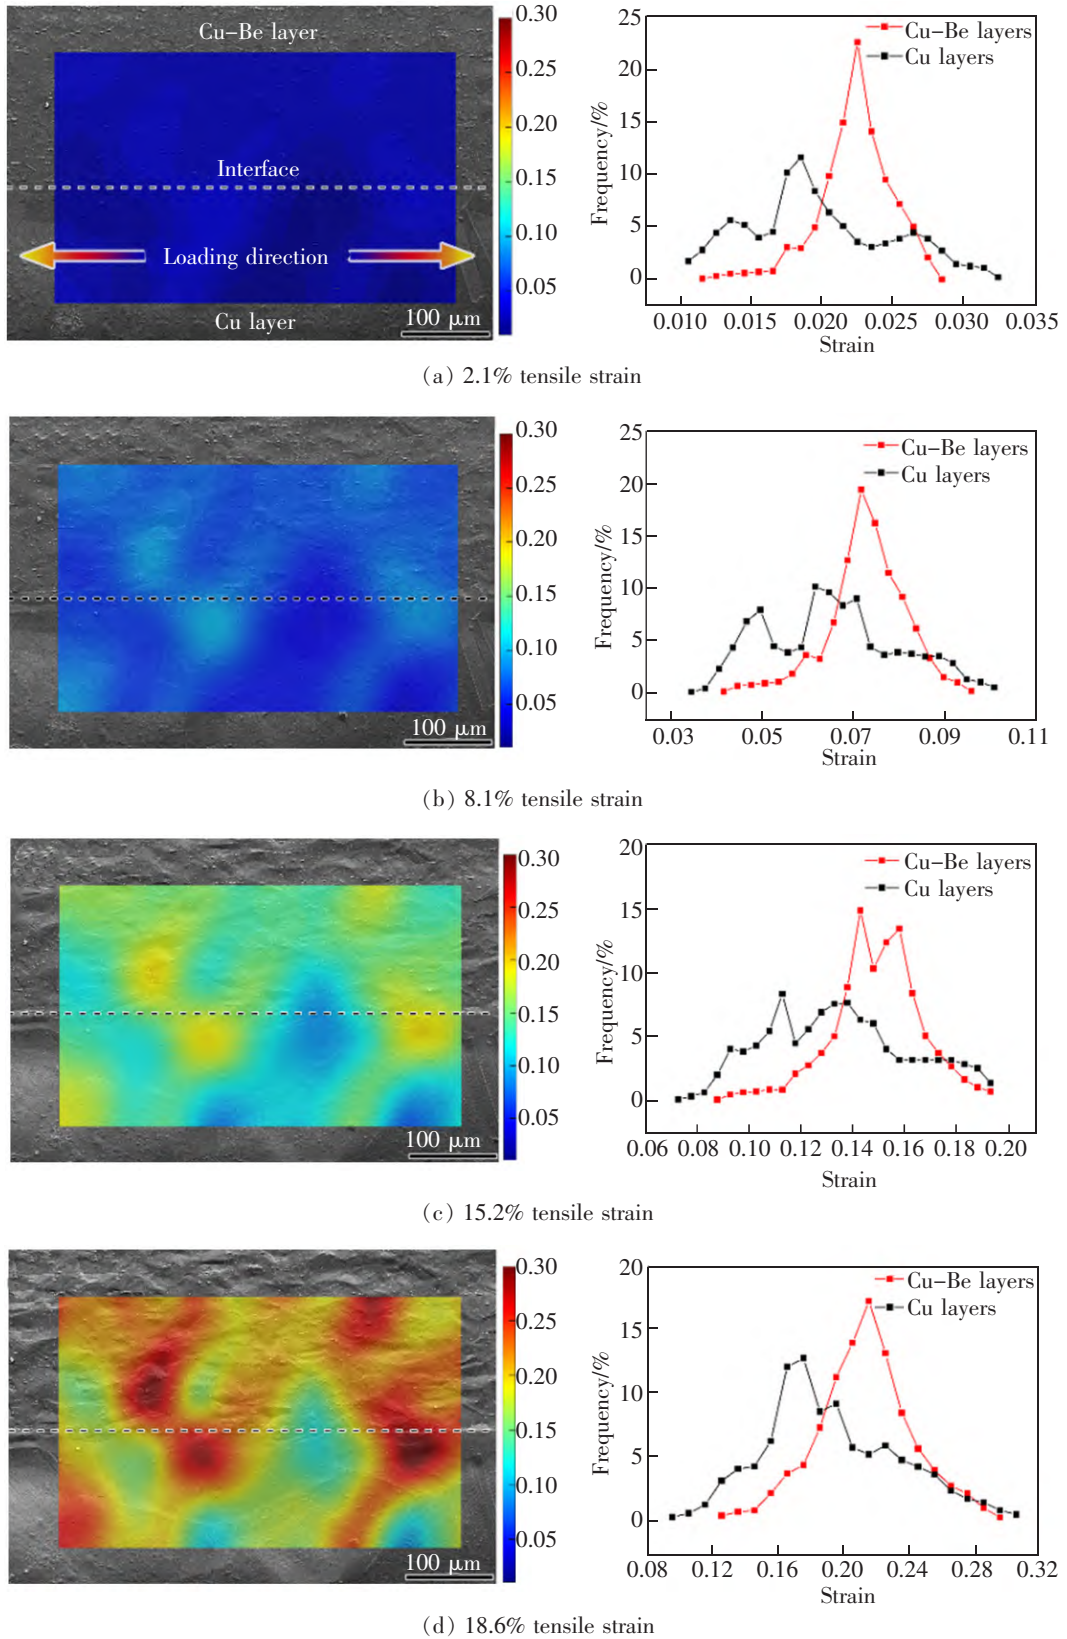 Cu-Be layer
Interface
Loading direction
Cu layer
100 μm
0.30
0.25
0.20
0.15
0.10
0.05
25
20
15
10
5
0
Frequency/%
Cu-Be layers
Cu layers
0.010 0.015 0.020 0.025 0.030 0.035
Strain
(a) 2.1% tensile strain
100 μm
0.30
0.25
0.20
0.15
0.10
0.05
25
20
15
10
5
0
Frequency/%
Cu-Be layers
Cu layers
0.03 0.05 0.07 0.09 0.11
Strain
(b) 8.1% tensile strain
100 μm
0.30
0.25
0.20
0.15
0.10
0.05
20
15
10
5
0
Frequency/%
Cu-Be layers
Cu layers
0.06 0.08 0.10 0.12 0.14 0.16 0.18 0.20
Strain
(c) 15.2% tensile strain
100 μm
0.30
0.25
0.20
0.15
0.10
0.05
20
15
10
5
0
Frequency/%
Cu-Be layers
Cu layers
0.08 0.12 0.16 0.20 0.24 0.28 0.32
Strain
(d) 18.6% tensile strain